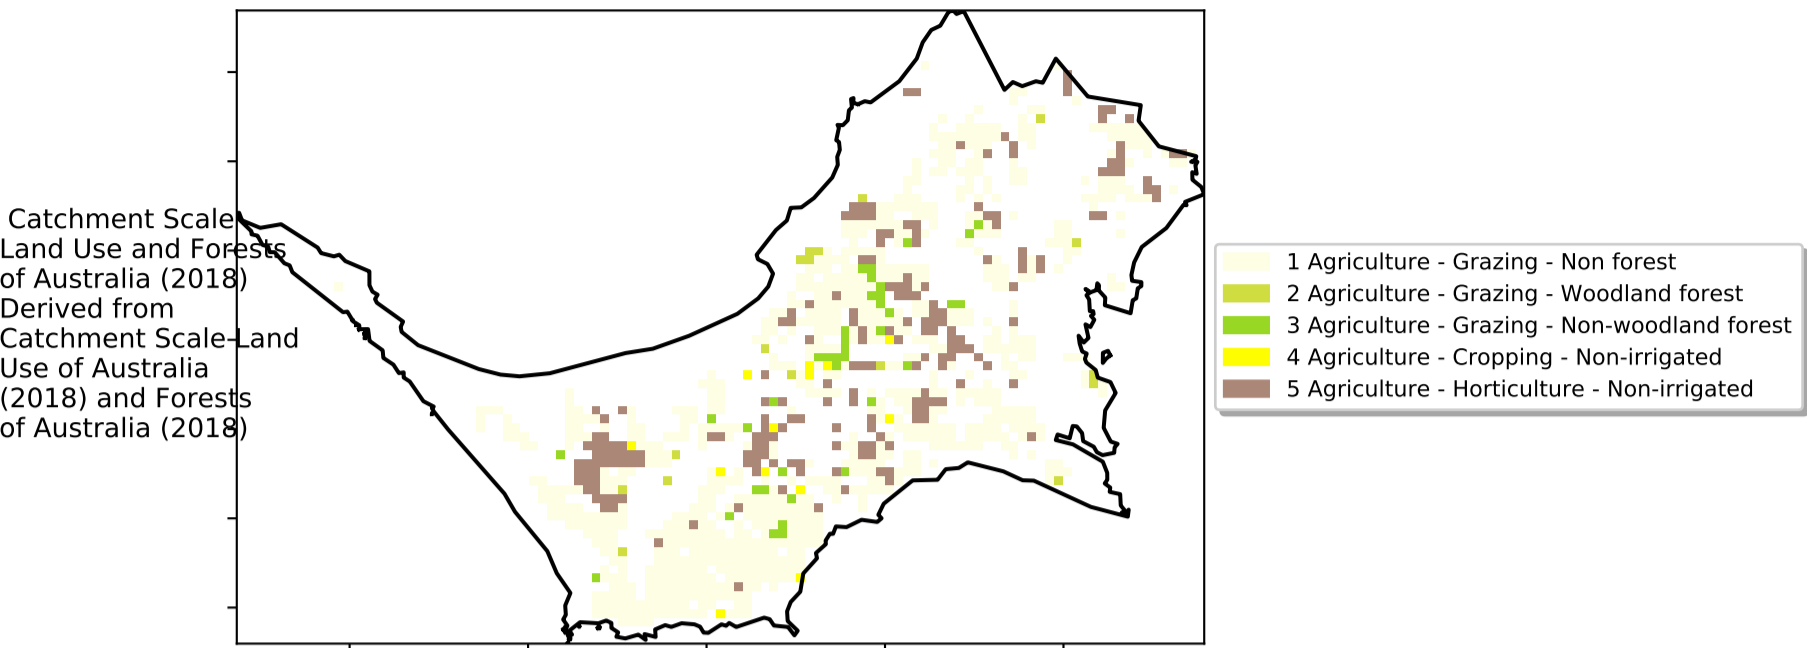 Catchment Scale
Land Use and Forests
of Australia (2018)
Derived from
Catchment Scale Land
Use of Australia
(2018) and Forests
of Australia (2018)
1 Agriculture - Grazing - Non forest
2 Agriculture - Grazing - Woodland forest
3 Agriculture - Grazing - Non-woodland forest
4 Agriculture - Cropping - Non-irrigated
5 Agriculture - Horticulture - Non-irrigated